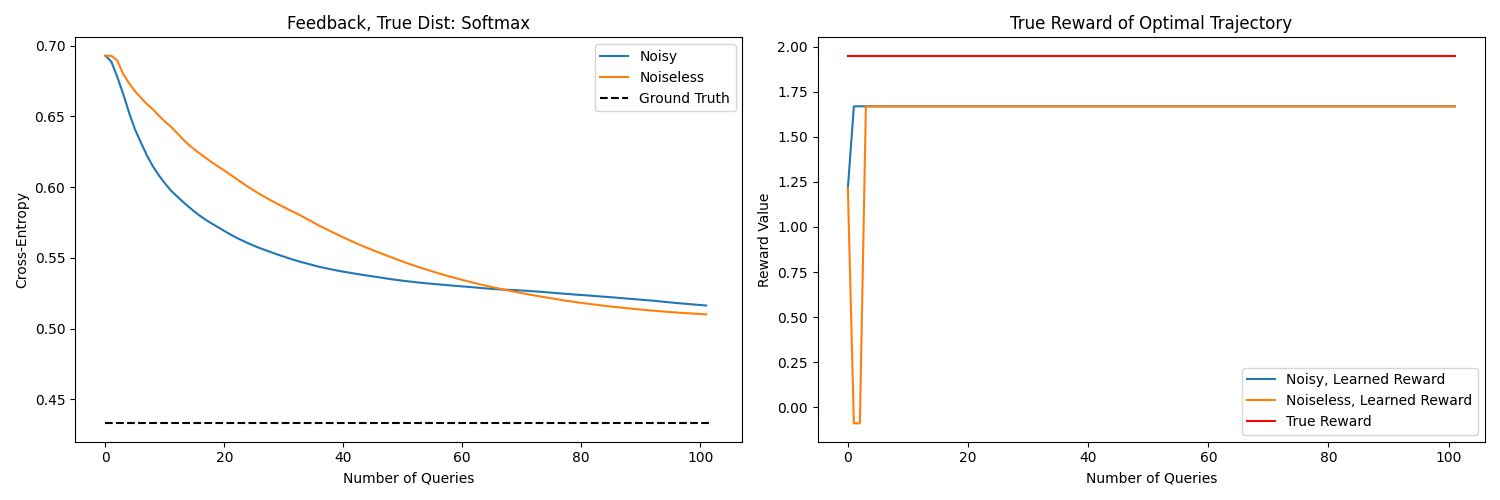 Feedback, True Dist: Softmax
Cross-Entropy
0.70
0.65
0.60
0.55
0.50
0.45
Noisy
Noiseless
Ground Truth
0 20 40 60 80 100
Number of Queries
True Reward of Optimal Trajectory
Reward Value
2.00
1.75
1.50
1.25
1.00
0.75
0.50
0.25
0.00
Noisy, Learned Reward
Noiseless, Learned Reward
True Reward
0 20 40 60 80 100
Number of Queries